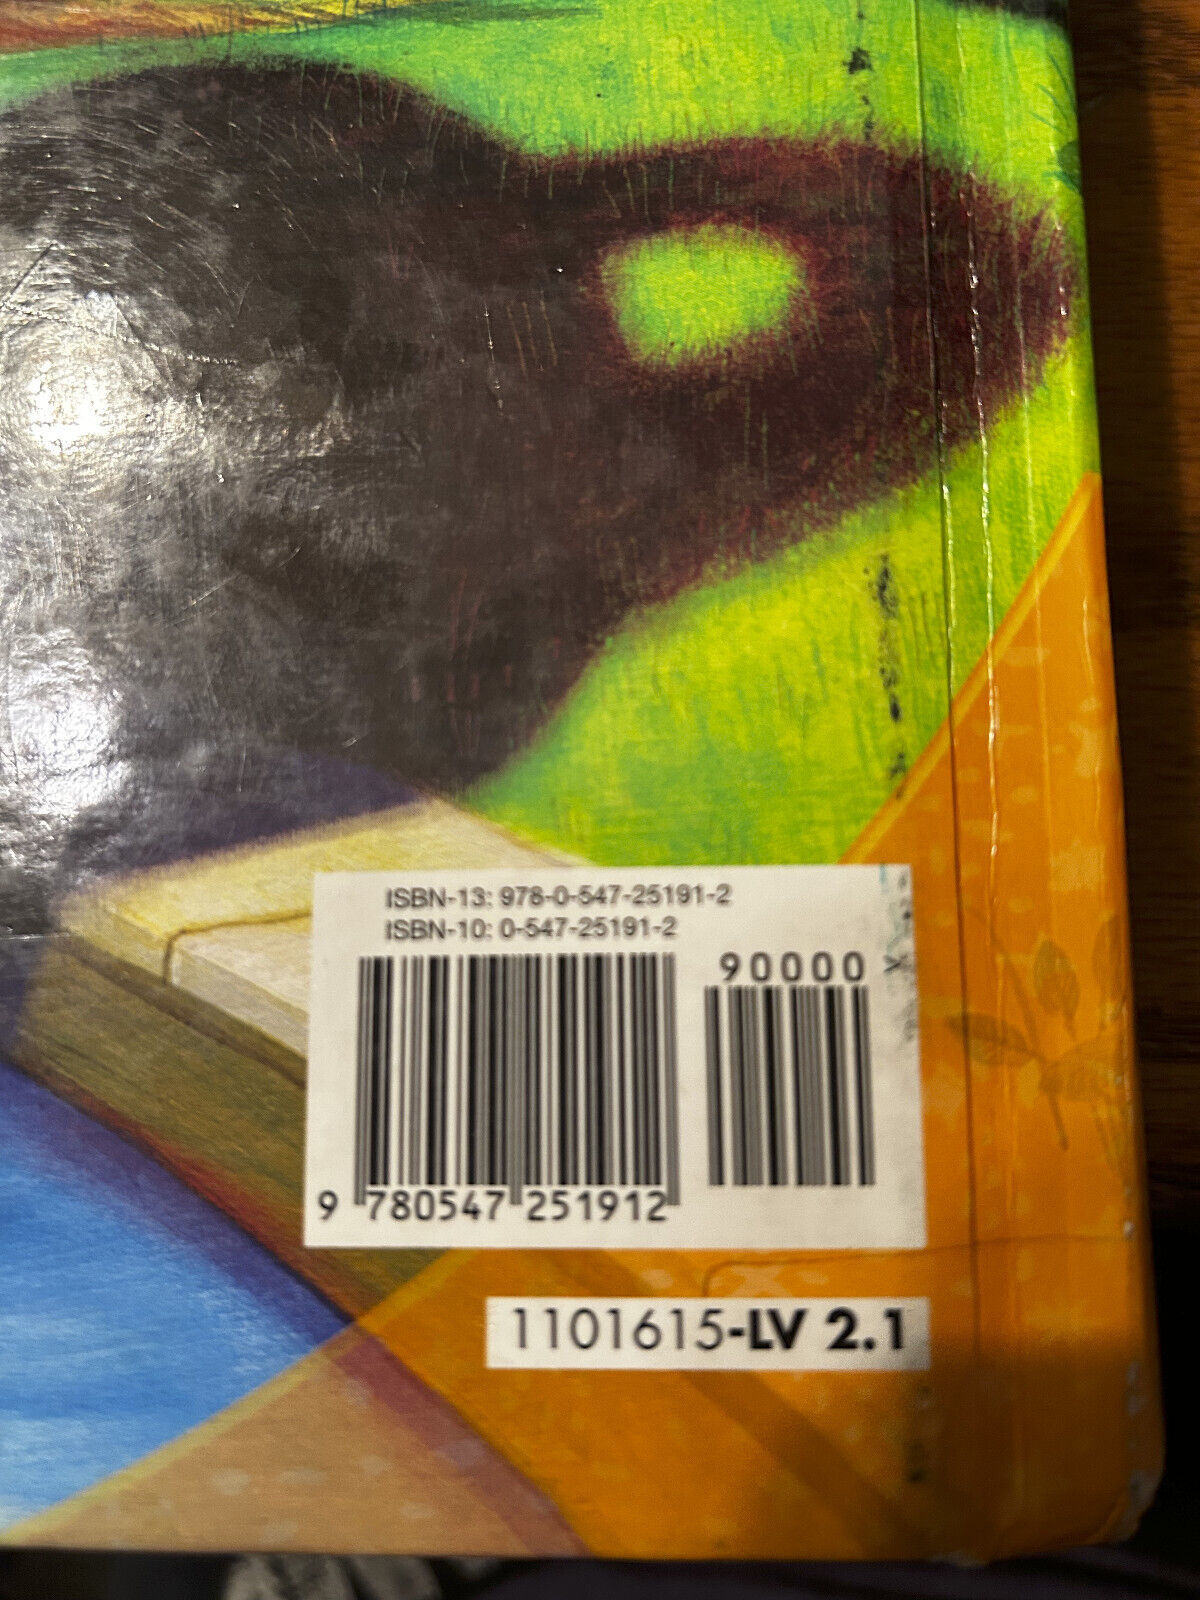 ISBN-13: 978-0-547-25191-2
ISBN-10: 0-547-25191-2
90000
9 780547 251912
1101615-LV 2.1